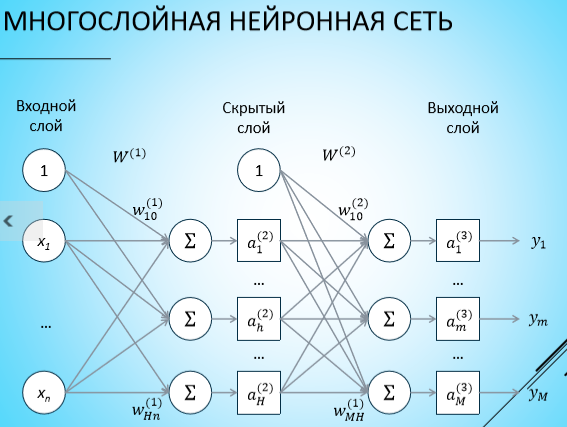 МНОГОСЛОЙНАЯ НЕЙРОННАЯ СЕТЬ
Входной слой
Скрытый слой
Выходной слой
W^(1)
W^(2)
1
1
w_10^(1)
w_10^(2)
x_1
Σ
a_1^(2)
Σ
a_1^(3)
y_1
...
...
...
Σ
a_h^(2)
Σ
a_m^(3)
y_m
...
...
x_n
Σ
a_H^(2)
Σ
a_M^(3)
y_M
w_Hn^(1)
w_MH^(1)